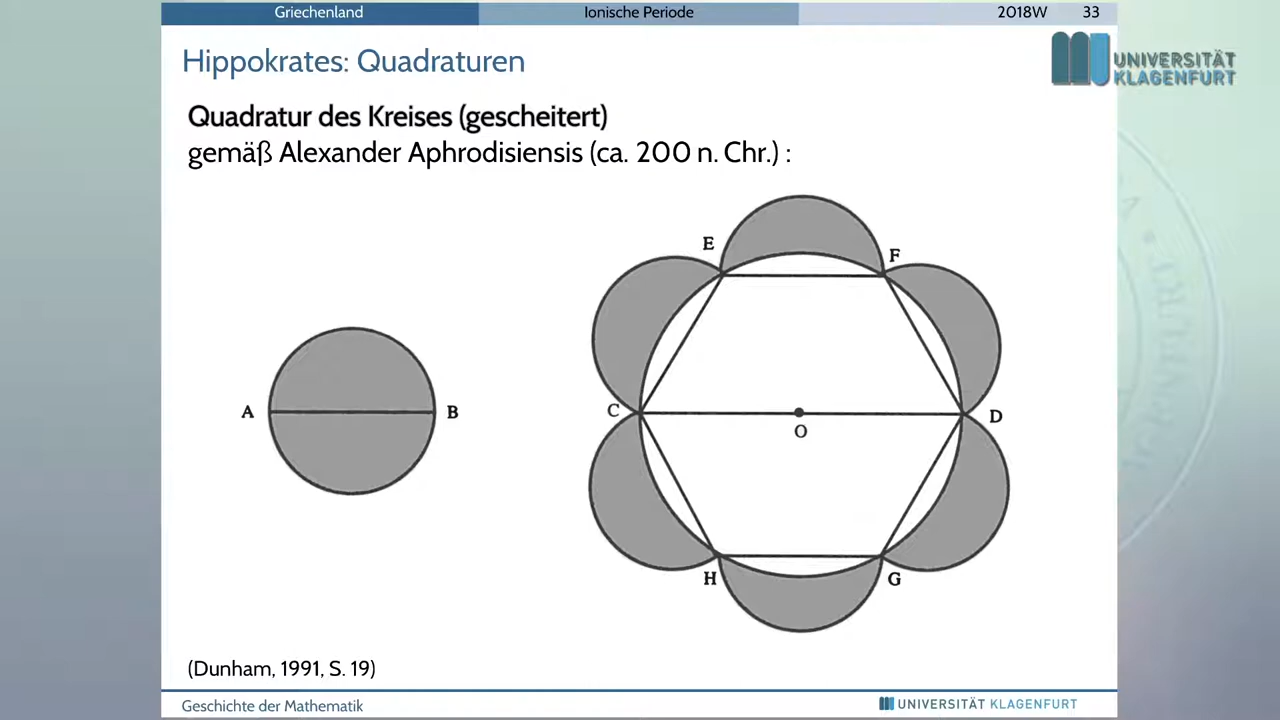 Griechenland
Ionische Periode
2018W 33
Hippokrates: Quadraturen
UNIVERSITÄT
KLAGENFURT
Quadratur des Kreises (gescheitert)
gemäß Alexander Aphrodisiensis (ca. 200 n. Chr.) :
E
F
A
B
C
O
D
H
G
(Dunham, 1991, S. 19)
Geschichte der Mathematik
UNIVERSITÄT KLAGENFURT